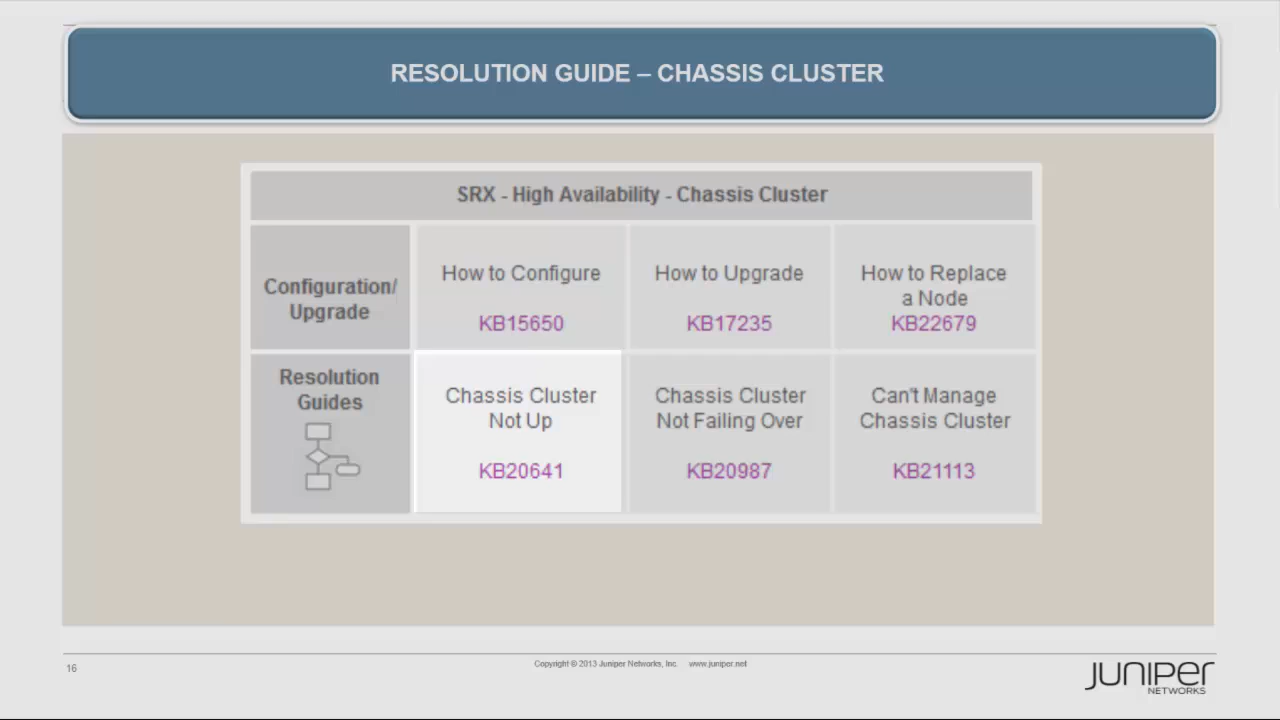 RESOLUTION GUIDE – CHASSIS CLUSTER
SRX - High Availability - Chassis Cluster
Configuration/
Upgrade
How to Configure
KB15650
How to Upgrade
KB17235
How to Replace
a Node
KB22679
Resolution
Guides
Chassis Cluster
Not Up
KB20641
Chassis Cluster
Not Failing Over
KB20987
Can't Manage
Chassis Cluster
KB21113
16
Copyright © 2013 Juniper Networks, Inc. www.juniper.net
JUNIPER
NETWORKS